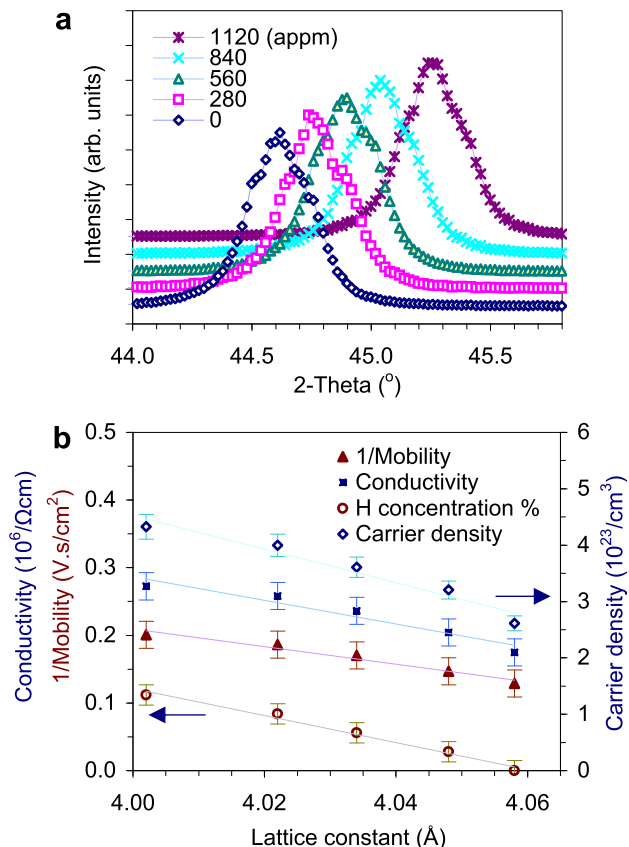 a
1120 (appm)
840
560
280
0
Intensity (arb. units)
44.0 44.5 45.0 45.5
2-Theta (°)
b
0.5 6
1/Mobility
Conductivity
H concentration %
Carrier density
0.4 5
4
0.3 3
0.2 2
0.1 1
0.0 0
Conductivity (10⁶/Ωcm)
1/Mobility (V.s/cm²)
Carrier density (10²³/cm³)
4.00 4.02 4.04 4.06
Lattice constant (Å)